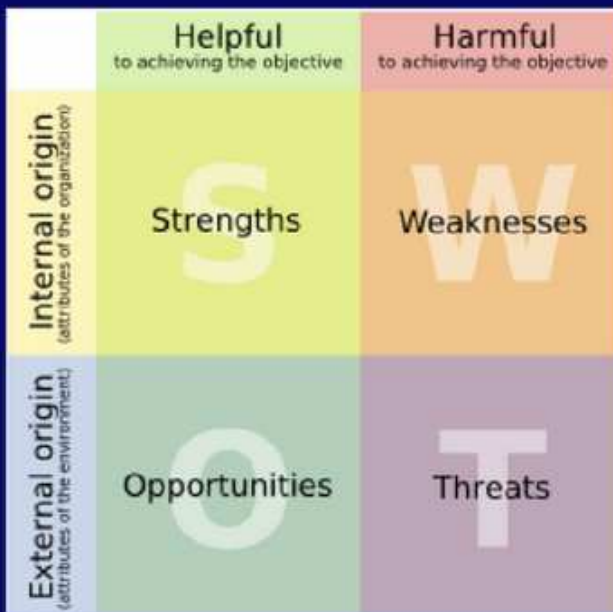 Helpful
to achieving the objective
Harmful
to achieving the objective
Internal origin
(attributes of the organization)
S
Strengths
W
Weaknesses
External origin
(attributes of the environment)
O
Opportunities
T
Threats